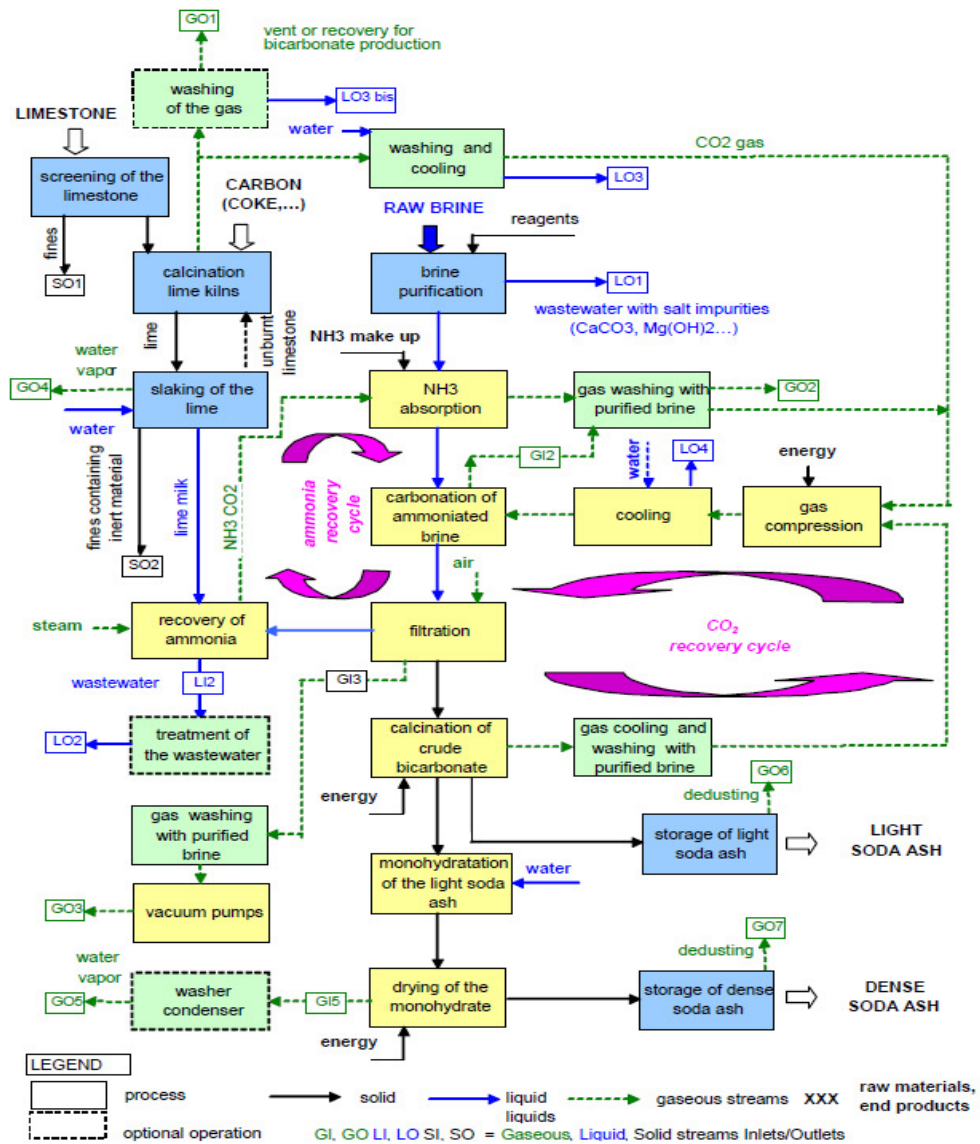 GO1
vent or recovery for
bicarbonate production
washing
of the gas
LO3 bis
LIMESTONE
water
washing and
cooling
CO2 gas
LO3
screening of the
limestone
CARBON
(COKE,...)
RAW BRINE
reagents
fines
SO1
calcination
lime kilns
brine
purification
LO1
wastewater with salt impurities
(CaCO3, Mg(OH)2...)
lime
unburnt
limestone
NH3 make up
water
vapor
GO4
slaking of the
lime
NH3
absorption
gas washing with
purified brine
GO2
water
GI2
water
LO4
energy
fines containing
inert material
lime milk
NH3 CO2
ammonia
recovery
cycle
carbonation of
ammoniated
brine
cooling
gas
compression
SO2
air
steam
recovery of
ammonia
filtration
CO2
recovery cycle
wastewater
LI2
GI3
LO2
treatment of
the wastewater
calcination of
crude
bicarbonate
gas cooling and
washing with
purified brine
GO6
energy
dedusting
gas washing
with purified
brine
storage of light
soda ash
LIGHT
SODA ASH
monohydratation
of the light soda
ash
water
GO3
vacuum pumps
GO7
water
vapor
dedusting
GO5
washer
condenser
GI5
drying of the
monohydrate
storage of dense
soda ash
DENSE
SODA ASH
energy
LEGEND
process
solid
liquid
liquids
gaseous streams
XXX
raw materials,
end products
optional operation
GI, GO LI, LO SI, SO = Gaseous, Liquid, Solid streams Inlets/Outlets